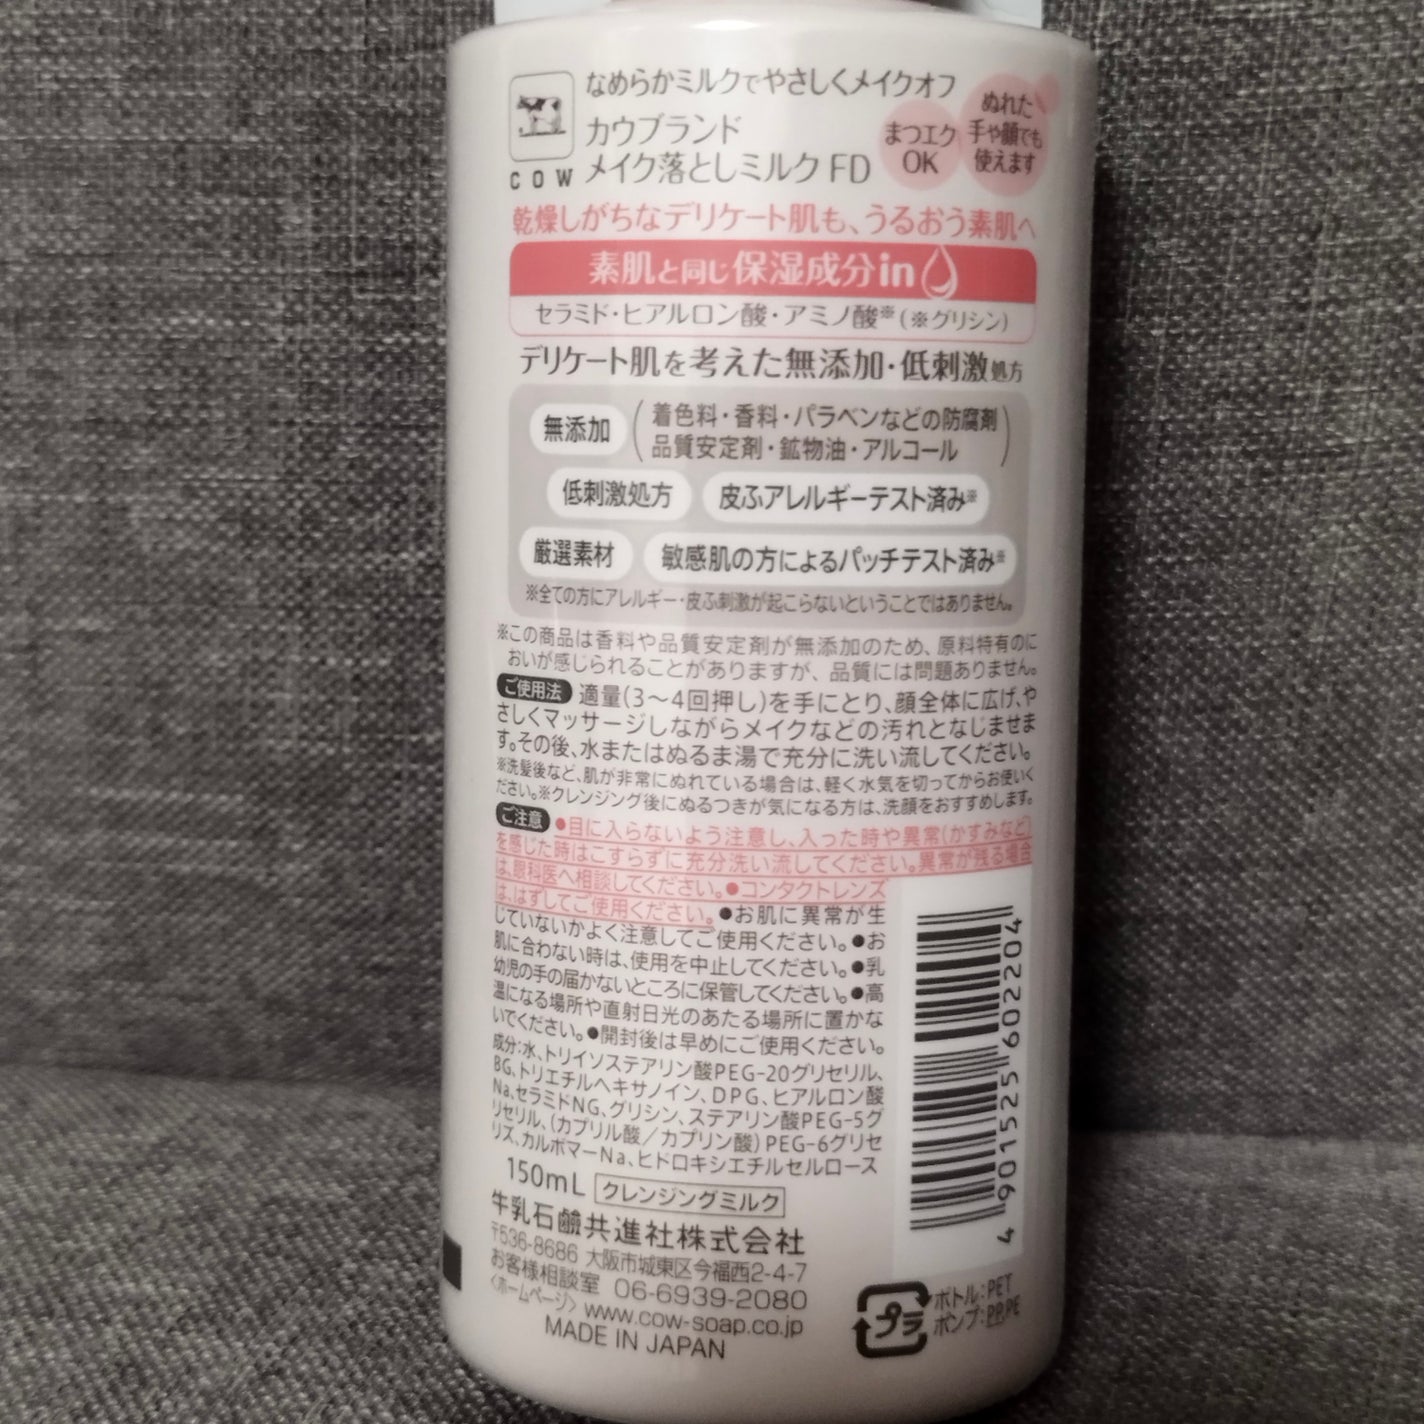 なめらかミルクでやさしくメイクオフ
COW
カウブランド
メイク落としミルク FD
まつエク
OK
ぬれた
手や顔でも
使えます
乾燥しがちなデリケート肌も、うるおう素肌へ
素肌と同じ保湿成分in
セラミド・ヒアルロン酸・アミノ酸※(※グリシン)
デリケート肌を考えた無添加・低刺激処方
無添加
着色料・香料・パラベンなどの防腐剤
品質安定剤・鉱物油・アルコール
低刺激処方 皮ふアレルギーテスト済み※
厳選素材 敏感肌の方によるパッチテスト済み※
※全ての方にアレルギー・皮ふ刺激が起こらないということではありません。
※この商品は香料や品質安定剤が無添加のため、原料特有のに
おいが感じられることがありますが、品質には問題ありません。
ご使用法 適量(3〜4回押し)を手にとり、顔全体に広げ、や
さしくマッサージしながらメイクなどの汚れとなじませま
す。その後、水またはぬるま湯で充分に洗い流してください。
※洗髪後など、肌が非常にぬれている場合は、軽く水気を切ってからお使いく
ださい。※クレンジング後にぬるつきが気になる方は、洗顔をおすすめします。
ご注意 ●目に入らないよう注意し、入った時や異常(かすみなど)
を感じた時はこすらずに充分洗い流してください。異常が残る場合
は、眼科医へ相談してください。●コンタクトレンズ
は、はずしてご使用ください。●お肌に異常が生
じていないかよく注意してご使用ください。●お
肌に合わない時は、使用を中止してください。●乳
幼児の手の届かないところに保管してください。●高
温になる場所や直射日光のあたる場所に置かな
いでください。●開封後は早めにご使用ください。
成分:水、トリイソステアリン酸PEG-20グリセリル、
BG、トリエチルヘキサノイン、DPG、ヒアルロン酸
Na、セラミドNG、グリシン、ステアリン酸PEG-5グ
リセリル、(カプリル酸/カプリン酸)PEG-6グリセ
リズ、カルボマーNa、ヒドロキシエチルセルロース
150mL クレンジングミルク
牛乳石鹸共進社株式会社
〒536-8686 大阪市城東区今福西2-4-7
お客様相談室 06-6939-2080
〈ホームページ〉www.cow-soap.co.jp
MADE IN JAPAN
4901525602204
プラ
ボトル:PET
ポンプ:PP,PE